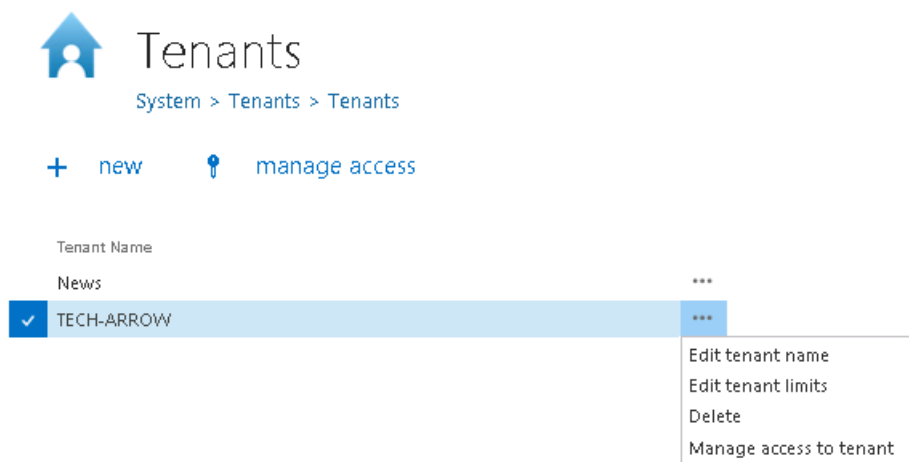 Tenants
System > Tenants > Tenants
+ new manage access
Tenant Name
News ...
TECH-ARROW ...
Edit tenant name
Edit tenant limits
Delete
Manage access to tenant